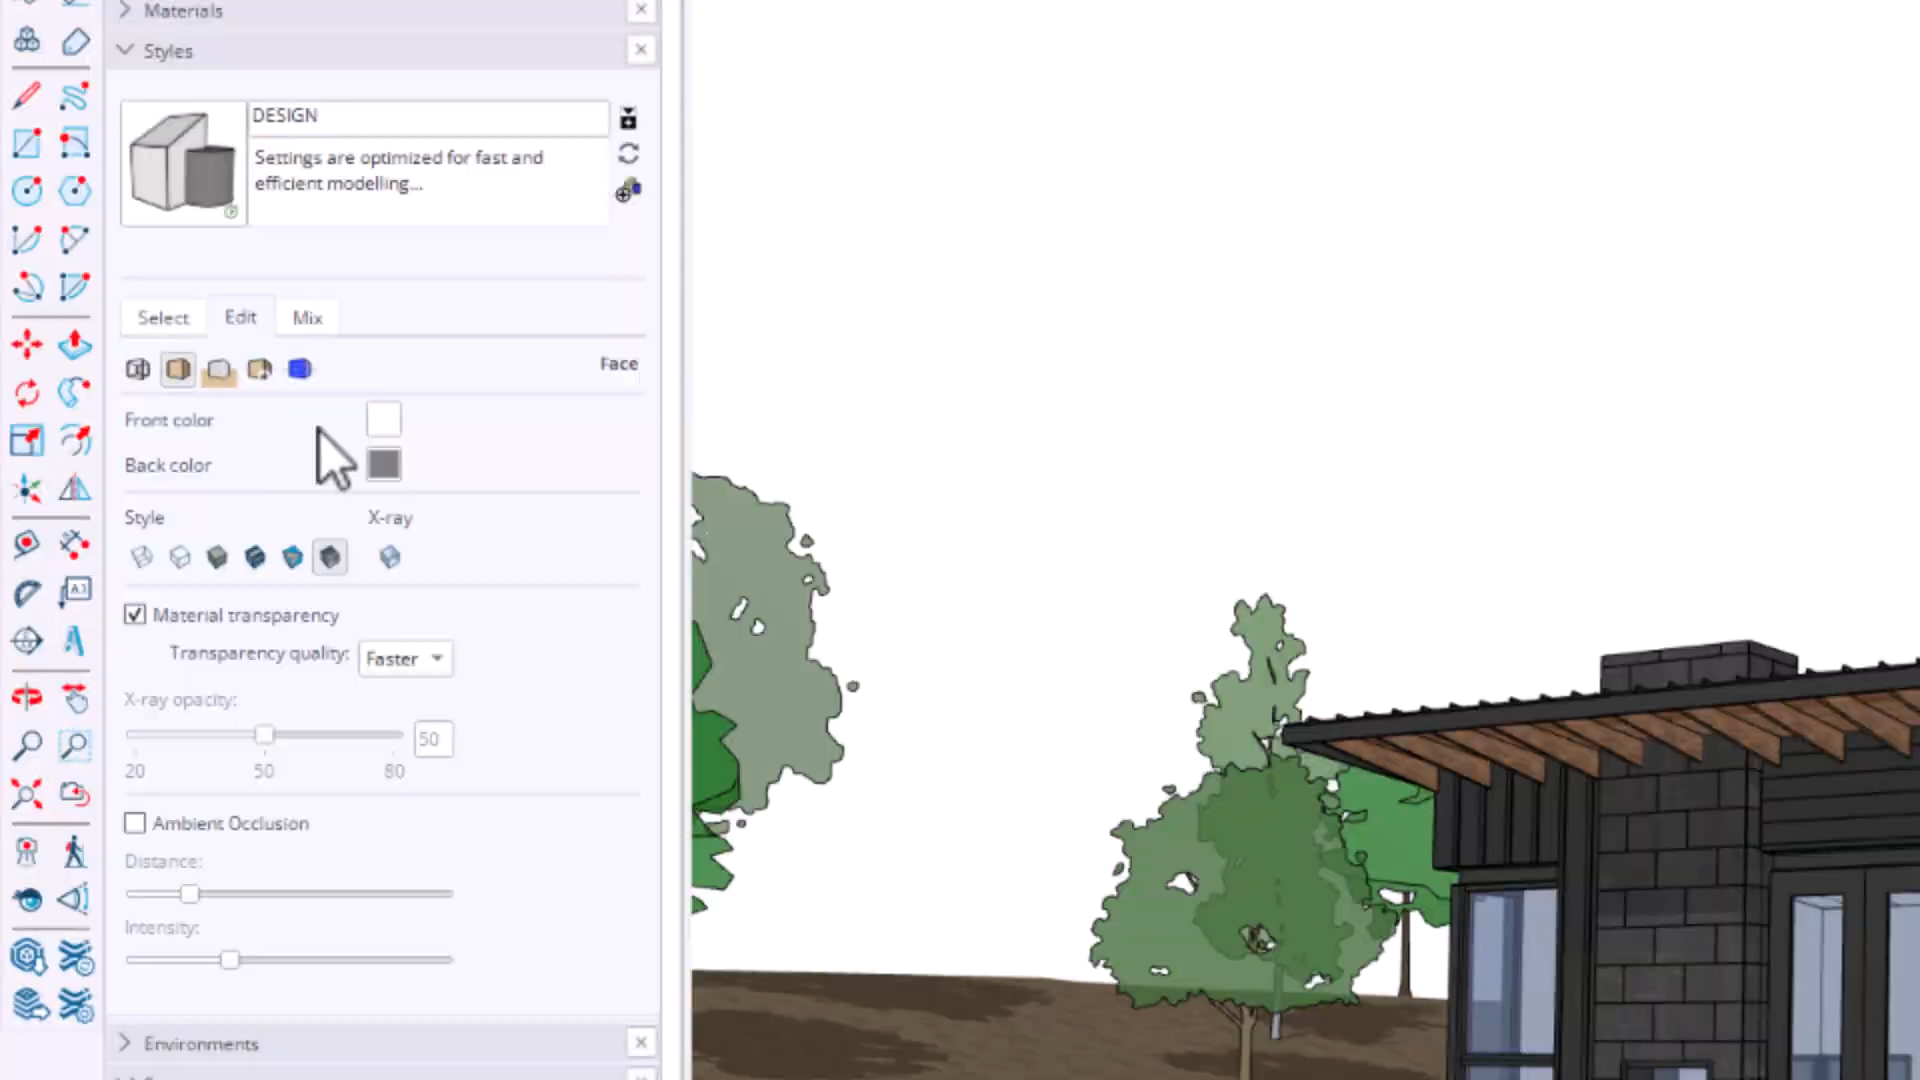 Materials
Styles
DESIGN
Settings are optimized for fast and
efficient modelling...
Select Edit Mix
Face
Front color
Back color
Style X-ray
Material transparency
Transparency quality: Faster
X-ray opacity:
50
20 50 80
Ambient Occlusion
Distance:
Intensity:
Environments